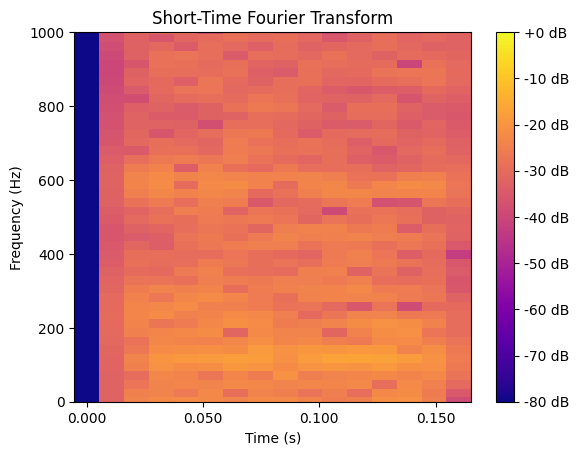 Short-Time Fourier Transform
1000
800
600
400
200
0
Frequency (Hz)
0.000
0.050
0.100
0.150
Time (s)
+0 dB
-10 dB
-20 dB
-30 dB
-40 dB
-50 dB
-60 dB
-70 dB
-80 dB